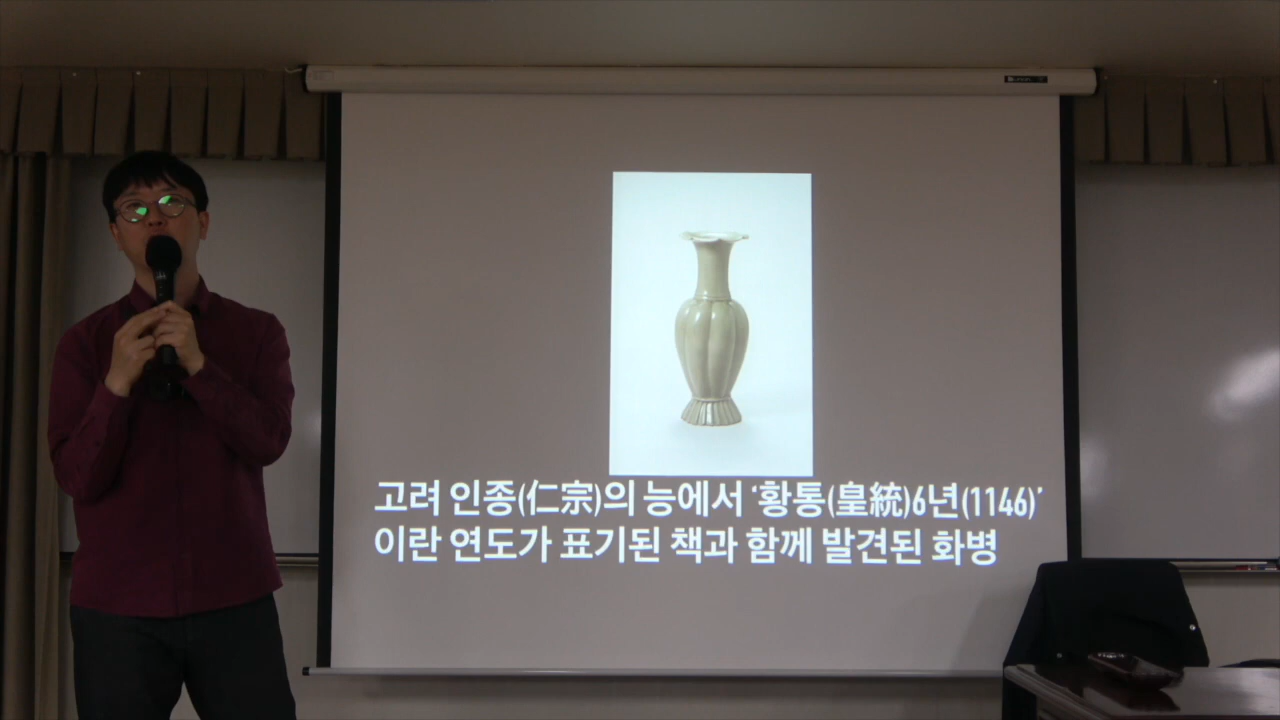 고려 인종(仁宗)의 능에서 ‘황통(皇統)6년(1146)’
이란 연도가 표기된 책과 함께 발견된 화병